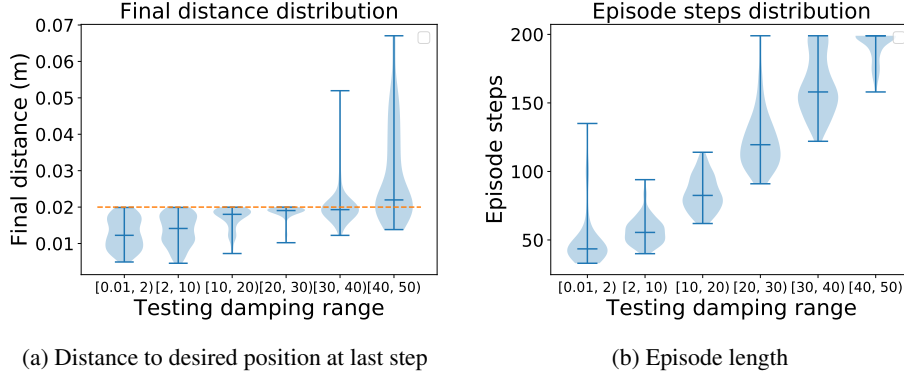 Final distance distribution
0.07
0.06
0.05
0.04
0.03
0.02
0.01
Final distance (m)
[0.01, 2) [2, 10) [10, 20) [20, 30) [30, 40) [40, 50)
Testing damping range
(a) Distance to desired position at last step
Episode steps distribution
200
150
100
50
Episode steps
[0.01, 2) [2, 10) [10, 20) [20, 30) [30, 40) [40, 50)
Testing damping range
(b) Episode length